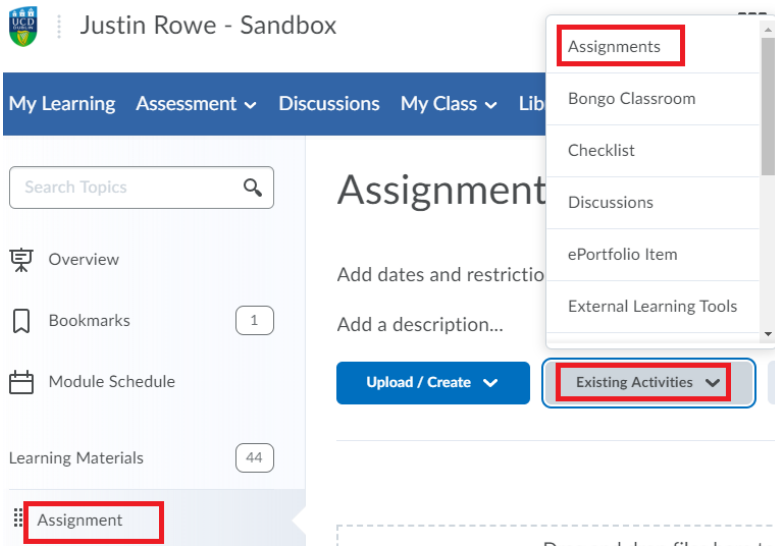 UCD
Justin Rowe - Sandbox
My Learning Assessment Discussions My Class
Assignments
Bongo Classroom
Checklist
Discussions
ePortfolio Item
External Learning Tools
Search Topics
Overview
Bookmarks 1
Module Schedule
Learning Materials 44
Assignment
Assignment
Add dates and
Add a description...
Upload / Create Existing Activities